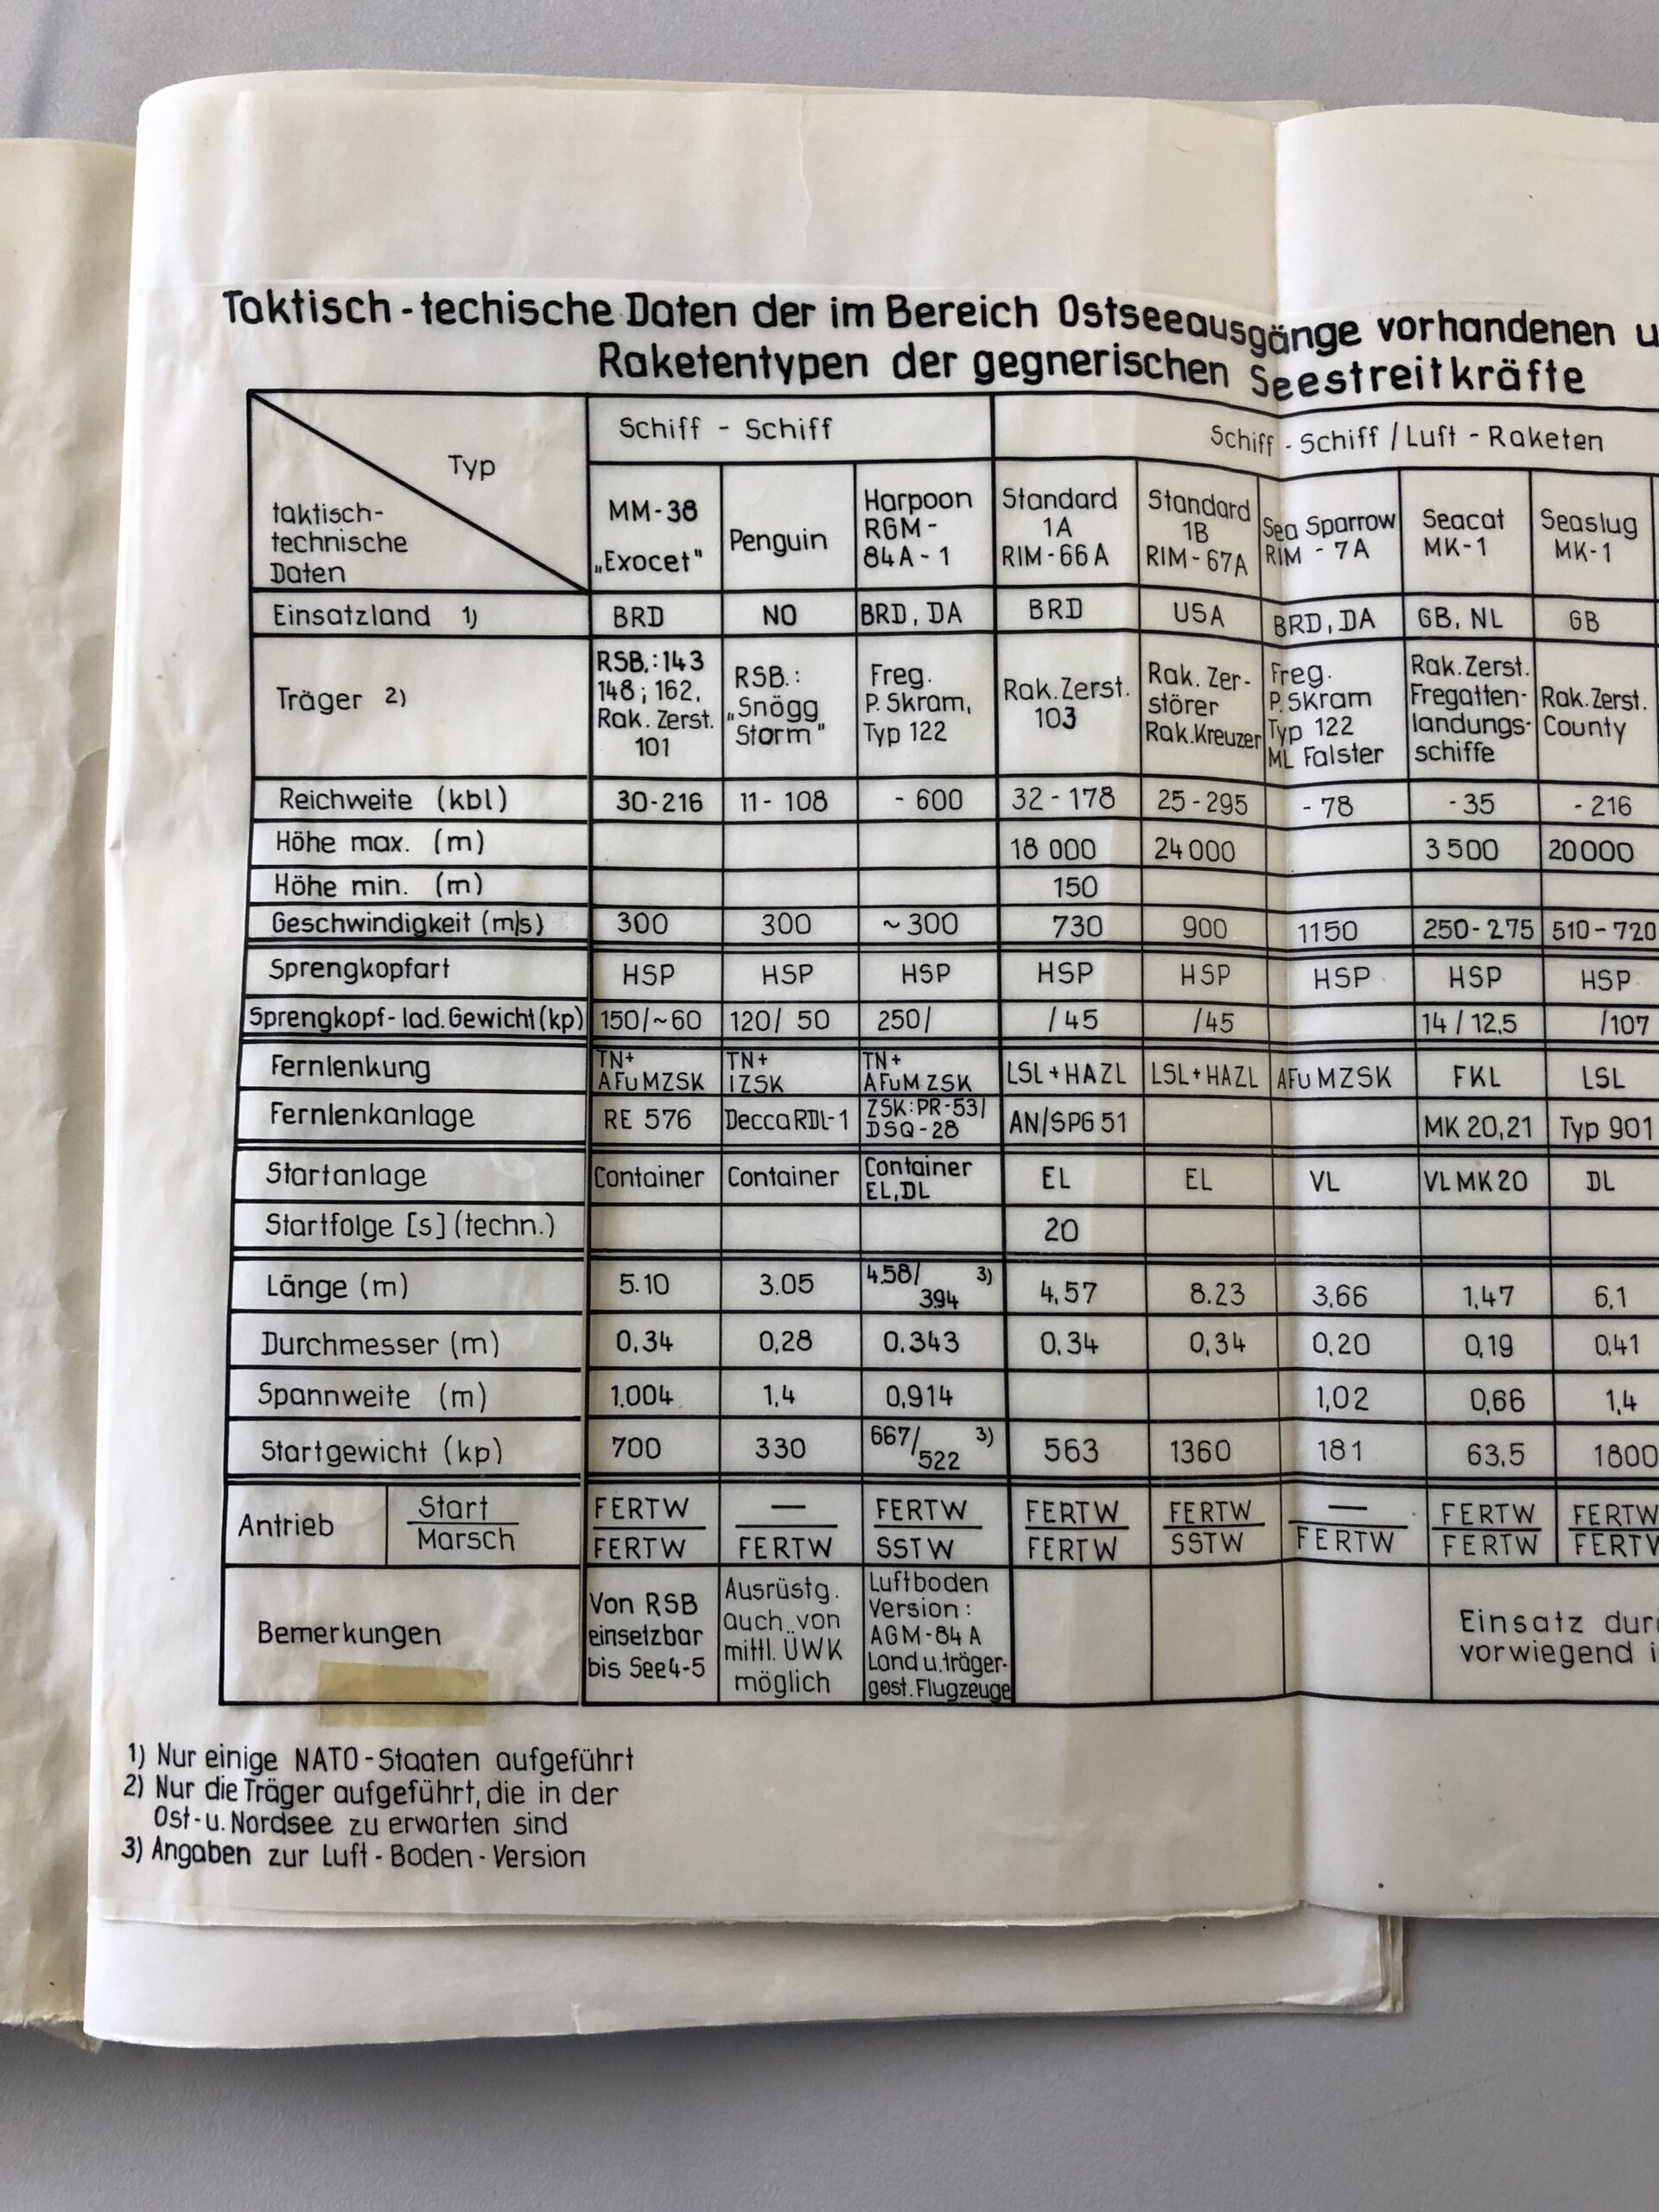 Taktisch-techische Daten der im Bereich Ostseeausgänge vorhandenen
Raketentypen der gegnerischen Seestreitkräfte
Typ
taktisch-
technische
Daten
Schiff - Schiff
Schiff - Schiff / Luft - Raketen
MM-38
„Exocet"
Penguin
Harpoon
RGM-
84A-1
Standard
1A
RIM-66A
Standard
1B
RIM-67A
Sea Sparrow
RIM - 7A
Seacat
MK-1
Seaslug
MK-1
Einsatzland 1) BRD NO BRD, DA BRD USA BRD, DA GB, NL GB
Träger 2)
RSB.: 143
148; 162,
Rak. Zerst.
101
RSB.:
„Snögg
Storm"
Freg.
P. Skram,
Typ 122
Rak. Zerst.
103
Rak. Zer-
störer
Rak. Kreuzer
Freg.
P. Skram
Typ 122
ML Falster
Rak. Zerst.
Fregatten-
landungs-
schiffe
Rak. Zerst.
County
Reichweite (kbl) 30-216 11-108 - 600 32-178 25-295 - 78 - 35 - 216
Höhe max. (m) 18 000 24 000 3 500 20000
Höhe min. (m) 150
Geschwindigkeit (m/s) 300 300 ~ 300 730 900 1150 250-275 510-720
Sprengkopfart HSP HSP HSP HSP HSP HSP HSP HSP
Sprengkopf-lad. Gewicht (kp) 150/~60 120/ 50 250/ / 45 /45 14 / 12,5 /107
Fernlenkung
TN+
AFuMZSK
TN+
IZSK
TN+
AFuMZSK
LSL+HAZL LSL+HAZL AFuMZSK FKL LSL
Fernlenkanlage RE 576 Decca RDL-1
ZSK: PR-53/
DSQ-28
AN/SPG 51 MK 20,21 Typ 901
Startanlage Container Container
Container
EL,DL
EL EL VL VL MK 20 DL
Startfolge [s] (techn.) 20
Länge (m) 5.10 3.05 4.58/ 3.94 3) 4,57 8.23 3,66 1,47 6,1
Durchmesser (m) 0.34 0,28 0.343 0,34 0,34 0,20 0,19 0,41
Spannweite (m) 1.004 1,4 0,914 1,02 0,66 1,4
Startgewicht (kp) 700 330 667/ 522 3) 563 1360 181 63,5 1800
Antrieb
Start FERTW — FERTW FERTW FERTW — FERTW FERTW
Marsch FERTW FERTW SSTW FERTW SSTW FERTW FERTW
Bemerkungen
Von RSB
einsetzbar
bis See 4-5
Ausrüstg.
auch von
mittl. ÜWK
möglich
Luftboden
Version:
AGM-84 A
Land u. träger-
gest. Flugzeuge
Einsatz
vorwiegend
1) Nur einige NATO-Staaten aufgeführt
2) Nur die Träger aufgeführt, die in der
Ost- u. Nordsee zu erwarten sind
3) Angaben zur Luft-Boden-Version